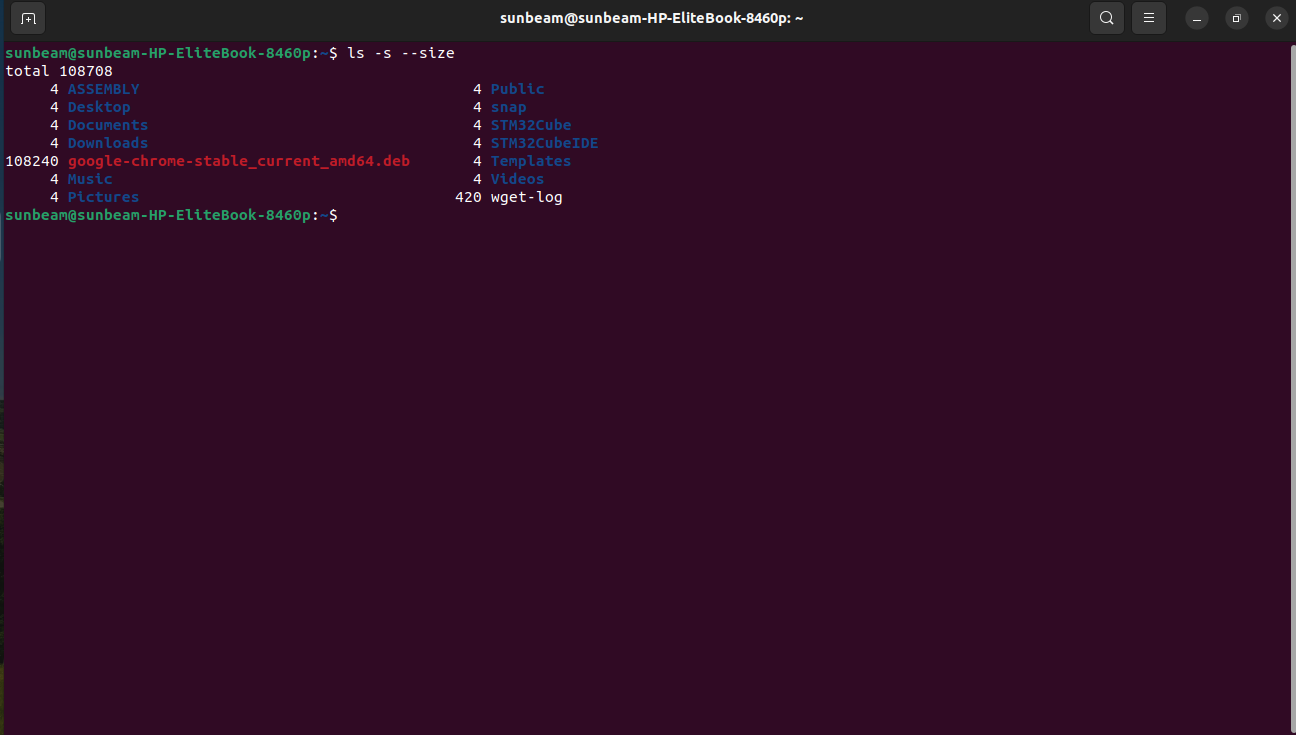 sunbeam@sunbeam-HP-EliteBook-8460p: ~
sunbeam@sunbeam-HP-EliteBook-8460p:~$ ls -s --size
total 108708
4 ASSEMBLY 4 Public
4 Desktop 4 snap
4 Documents 4 STM32Cube
4 Downloads 4 STM32CubeIDE
108240 google-chrome-stable_current_amd64.deb 4 Templates
4 Music 4 Videos
4 Pictures 420 wget-log
sunbeam@sunbeam-HP-EliteBook-8460p:~$